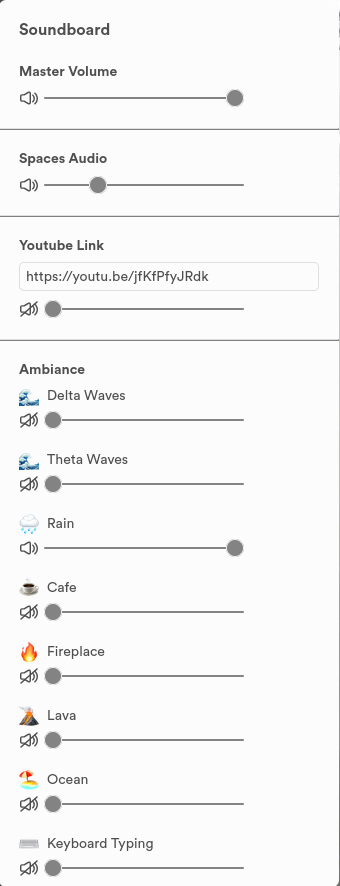 Soundboard
Master Volume
Spaces Audio
Youtube Link
https://youtu.be/jfKfPfyJRdk
Ambiance
Delta Waves
Theta Waves
Rain
Cafe
Fireplace
Lava
Ocean
Keyboard Typing